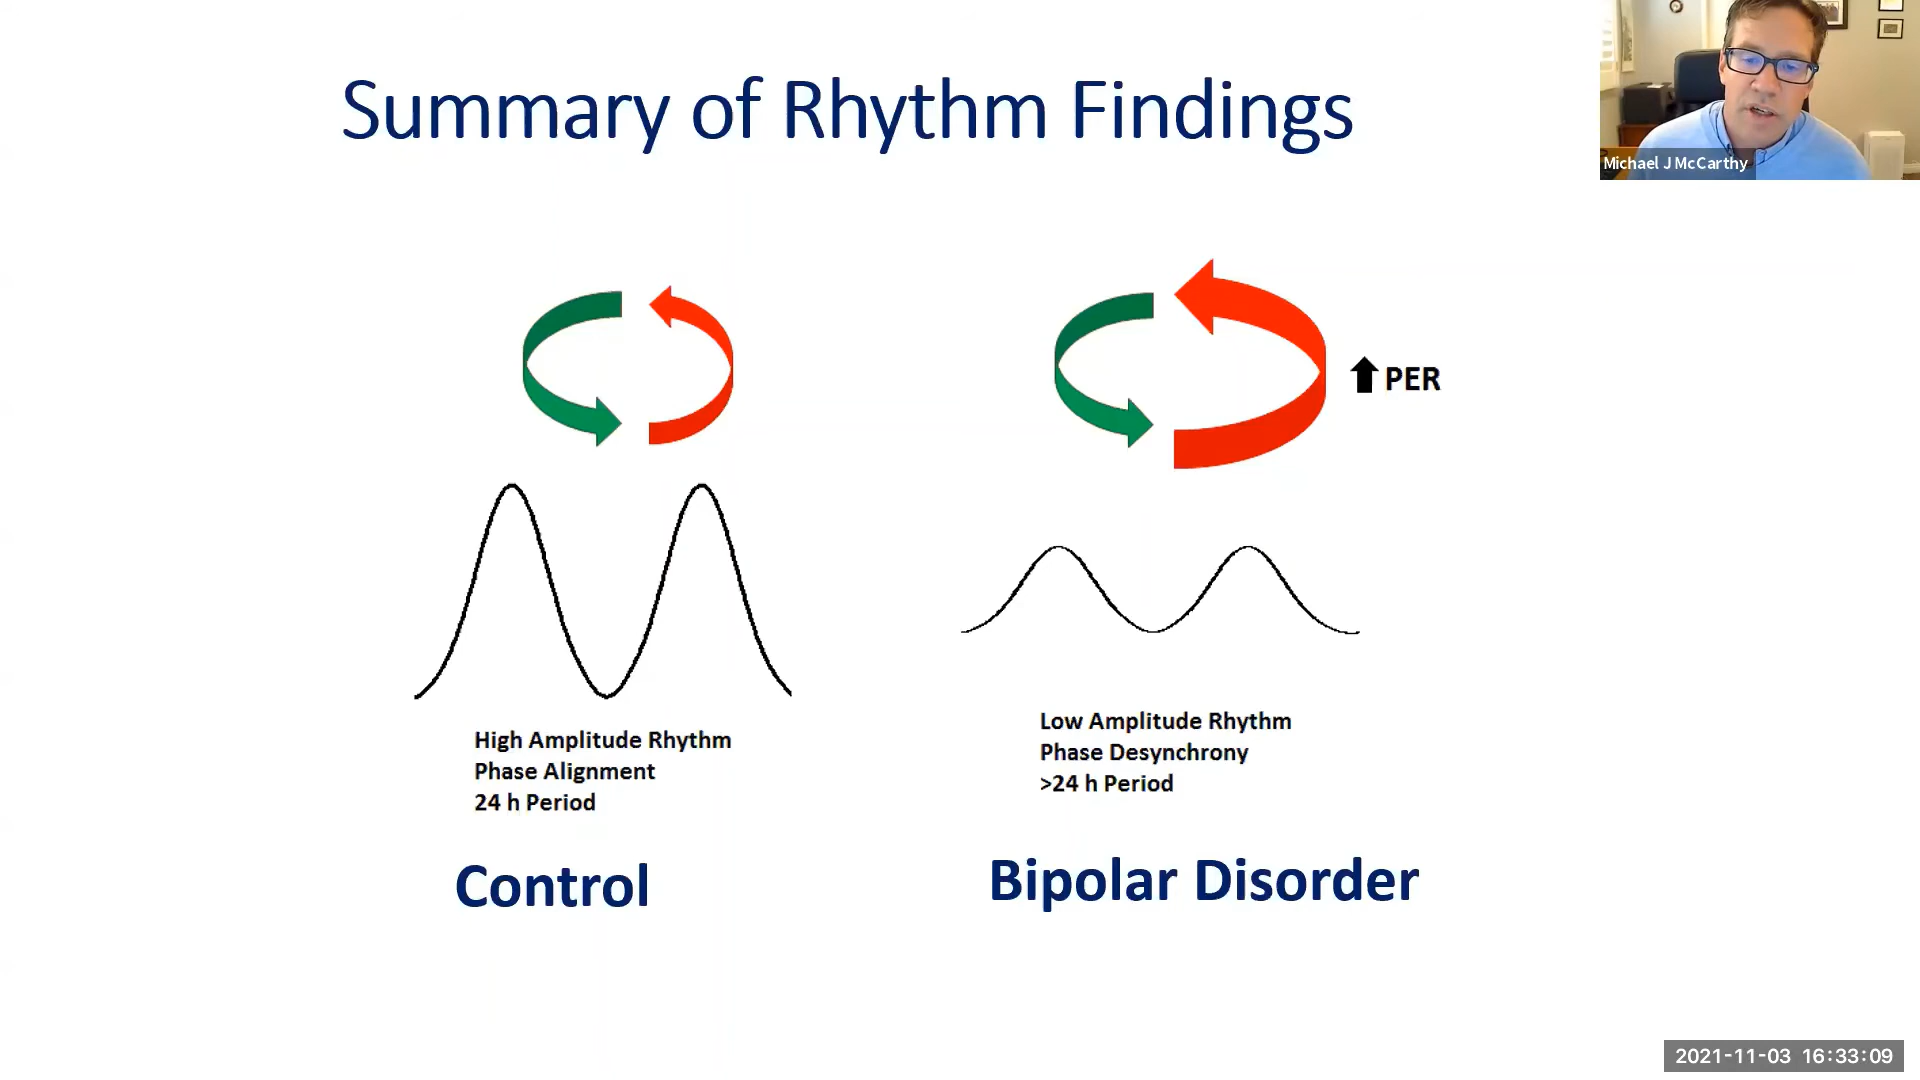 Summary of Rhythm Findings
Michael J McCarthy
PER
High Amplitude Rhythm
Phase Alignment
24 h Period
Low Amplitude Rhythm
Phase Desynchrony
>24 h Period
Control
Bipolar Disorder
2021-11-03 16:33:09